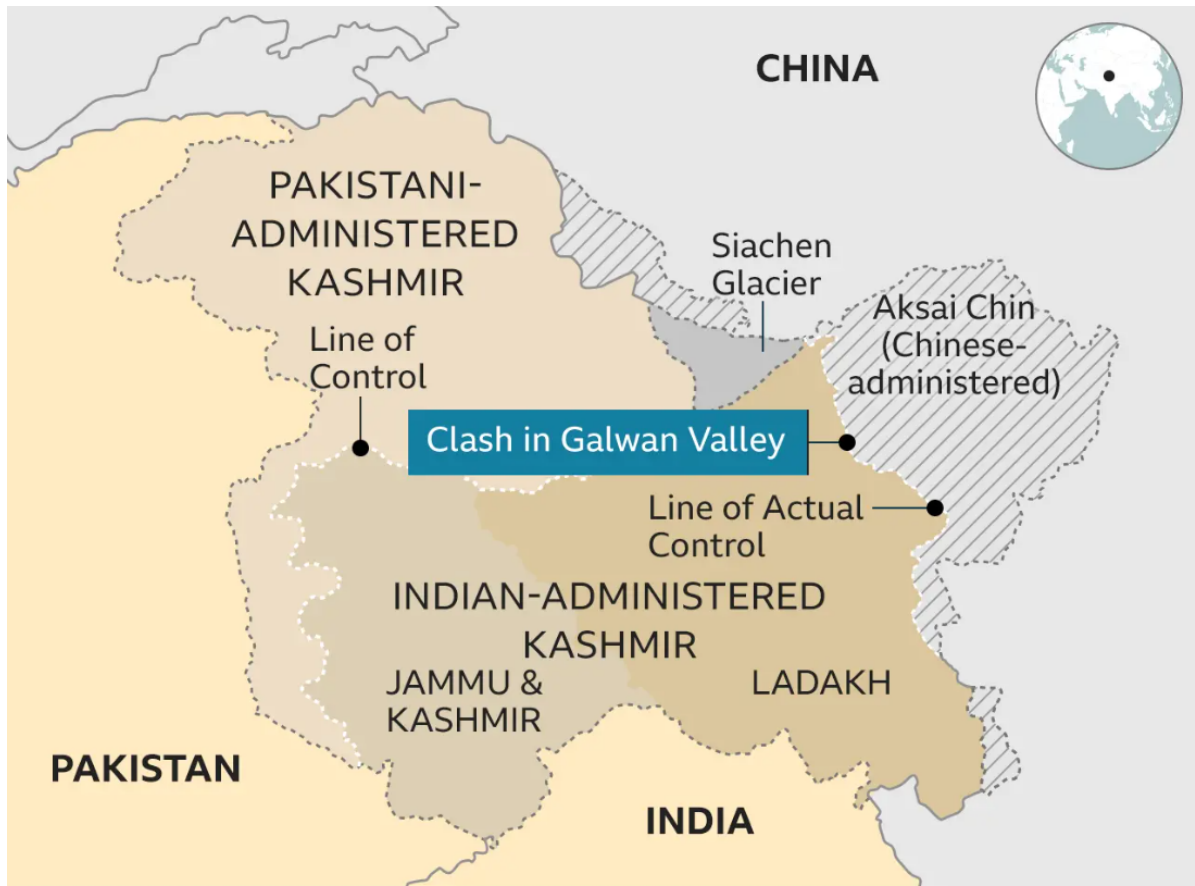 CHINA
PAKISTANI-
ADMINISTERED
KASHMIR
Siachen
Glacier
Aksai Chin
(Chinese-
administered)
Line of
Control
Clash in Galwan Valley
Line of Actual
Control
INDIAN-ADMINISTERED
KASHMIR
JAMMU &
KASHMIR
LADAKH
PAKISTAN
INDIA